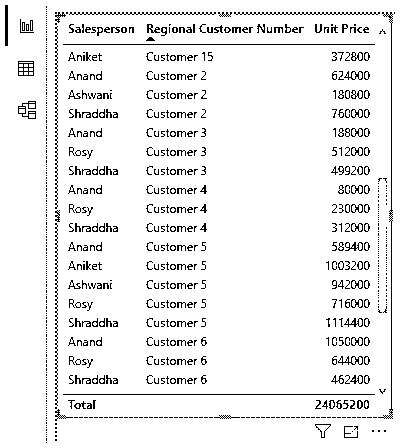 Salesperson Regional Customer Number Unit Price
Aniket Customer 15 372800
Anand Customer 2 624000
Ashwani Customer 2 180800
Shraddha Customer 2 760000
Anand Customer 3 188000
Rosy Customer 3 512000
Shraddha Customer 3 499200
Anand Customer 4 80000
Rosy Customer 4 230000
Shraddha Customer 4 312000
Anand Customer 5 589400
Aniket Customer 5 1003200
Ashwani Customer 5 942000
Rosy Customer 5 716000
Shraddha Customer 5 1114400
Anand Customer 6 1050000
Rosy Customer 6 644000
Shraddha Customer 6 462400
Total 24065200